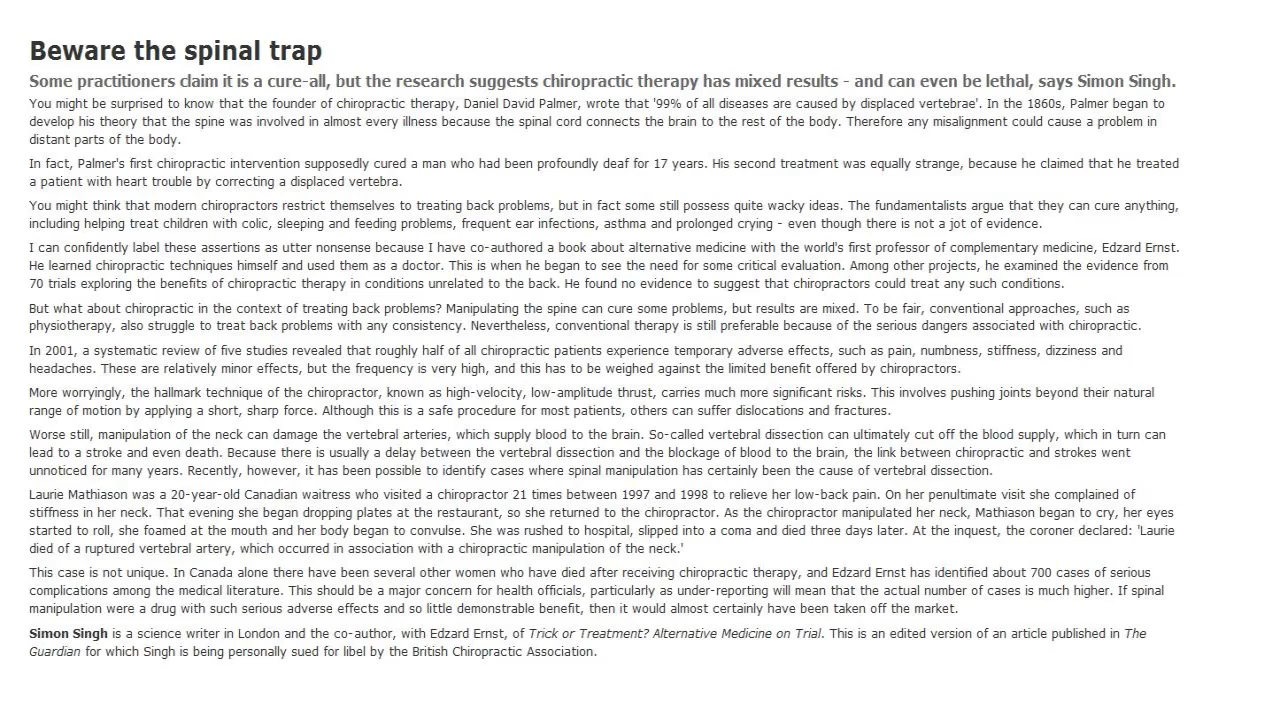 Beware the spinal trap
Some practitioners claim it is a cure-all, but the research suggests chiropractic therapy has mixed results - and can even be lethal, says Simon Singh.
You might be surprised to know that the founder of chiropractic therapy, Daniel David Palmer, wrote that '99% of all diseases are caused by displaced vertebrae'. In the 1860s, Palmer began to
develop his theory that the spine was involved in almost every illness because the spinal cord connects the brain to the rest of the body. Therefore any misalignment could cause a problem in
distant parts of the body.
In fact, Palmer's first chiropractic intervention supposedly cured a man who had been profoundly deaf for 17 years. His second treatment was equally strange, because he claimed that he treated
a patient with heart trouble by correcting a displaced vertebra.
You might think that modern chiropractors restrict themselves to treating back problems, but in fact some still possess quite wacky ideas. The fundamentalists argue that they can cure anything,
including helping treat children with colic, sleeping and feeding problems, frequent ear infections, asthma and prolonged crying - even though there is not a jot of evidence.
I can confidently label these assertions as utter nonsense because I have co-authored a book about alternative medicine with the world's first professor of complementary medicine, Edzard Ernst.
He learned chiropractic techniques himself and used them as a doctor. This is when he began to see the need for some critical evaluation. Among other projects, he examined the evidence from
70 trials exploring the benefits of chiropractic therapy in conditions unrelated to the back. He found no evidence to suggest that chiropractors could treat any such conditions.
But what about chiropractic in the context of treating back problems? Manipulating the spine can cure some problems, but results are mixed. To be fair, conventional approaches, such as
physiotherapy, also struggle to treat back problems with any consistency. Nevertheless, conventional therapy is still preferable because of the serious dangers associated with chiropractic.
In 2001, a systematic review of five studies revealed that roughly half of all chiropractic patients experience temporary adverse effects, such as pain, numbness, stiffness, dizziness and
headaches. These are relatively minor effects, but the frequency is very high, and this has to be weighed against the limited benefit offered by chiropractors.
More worryingly, the hallmark technique of the chiropractor, known as high-velocity, low-amplitude thrust, carries much more significant risks. This involves pushing joints beyond their natural
range of motion by applying a short, sharp force. Although this is a safe procedure for most patients, others can suffer dislocations and fractures.
Worse still, manipulation of the neck can damage the vertebral arteries, which supply blood to the brain. So-called vertebral dissection can ultimately cut off the blood supply, which in turn can
lead to a stroke and even death. Because there is usually a delay between the vertebral dissection and the blockage of blood to the brain, the link between chiropractic and strokes went
unnoticed for many years. Recently, however, it has been possible to identify cases where spinal manipulation has certainly been the cause of vertebral dissection.
Laurie Mathiason was a 20-year-old Canadian waitress who visited a chiropractor 21 times between 1997 and 1998 to relieve her low-back pain. On her penultimate visit she complained of
stiffness in her neck. That evening she began dropping plates at the restaurant, so she returned to the chiropractor. As the chiropractor manipulated her neck, Mathiason began to cry, her eyes
started to roll, she foamed at the mouth and her body began to convulse. She was rushed to hospital, slipped into a coma and died three days later. At the inquest, the coroner declared: 'Laurie
died of a ruptured vertebral artery, which occurred in association with a chiropractic manipulation of the neck.'
This case is not unique. In Canada alone there have been several other women who have died after receiving chiropractic therapy, and Edzard Ernst has identified about 700 cases of serious
complications among the medical literature. This should be a major concern for health officials, particularly as under-reporting will mean that the actual number of cases is much higher. If spinal
manipulation were a drug with such serious adverse effects and so little demonstrable benefit, then it would almost certainly have been taken off the market.
Simon Singh is a science writer in London and the co-author, with Edzard Ernst, of Trick or Treatment? Alternative Medicine on Trial. This is an edited version of an article published in The
Guardian for which Singh is being personally sued for libel by the British Chiropractic Association.